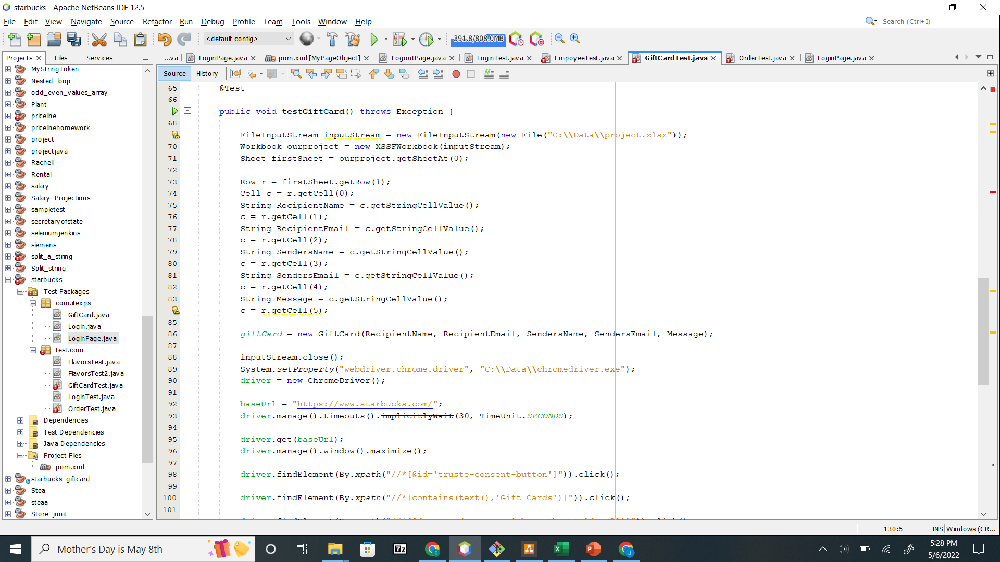 starbucks - Apache NetBeans IDE 12.5
File Edit View Navigate Source Refactor Run Debug Profile Team Tools Window Help
Search (Ctrl+I)
<default config>
391.8/808.0MB
Projects Files Services
...va LoginPage.java pom.xml [MyPageObject] LogoutPage.java LoginTest.java EmpoyeeTest.java GiftCardTest.java OrderTest.java LoginPage.java
Source History
MyStringToken
Nested_loop
odd_even_values_array
Plant
priceline
pricelinehomework
project
projectjava
Rachell
Rental
salary
Salary_Projections
sampletest
secretaryofstate
seleniumjenkins
siemens
split_a_string
Split_string
starbucks
Test Packages
com.itexps
GiftCard.java
Login.java
LoginPage.java
test.com
FlavorsTest.java
FlavorsTest2.java
GiftCardTest.java
LoginTest.java
OrderTest.java
Dependencies
Test Dependencies
Java Dependencies
Project Files
pom.xml
starbucks_giftcard
Stea
steaa
Store_junit
65 @Test
66
public void testGiftCard() throws Exception {
68
FileInputStream inputStream = new FileInputStream(new File("C:\\Data\\project.xlsx"));
70 Workbook ourproject = new XSSFWorkbook(inputStream);
71 Sheet firstSheet = ourproject.getSheetAt(0);
72
73 Row r = firstSheet.getRow(1);
74 Cell c = r.getCell(0);
75 String RecipientName = c.getStringCellValue();
76 c = r.getCell(1);
77 String RecipientEmail = c.getStringCellValue();
78 c = r.getCell(2);
79 String SendersName = c.getStringCellValue();
80 c = r.getCell(3);
81 String SendersEmail = c.getStringCellValue();
82 c = r.getCell(4);
83 String Message = c.getStringCellValue();
c = r.getCell(5);
85
86 giftCard = new GiftCard(RecipientName, RecipientEmail, SendersName, SendersEmail, Message);
87
88 inputStream.close();
89 System.setProperty("webdriver.chrome.driver", "C:\\Data\\chromedriver.exe");
90 driver = new ChromeDriver();
91
92 baseUrl = "https://www.starbucks.com/";
93 driver.manage().timeouts().implicitlyWait(30, TimeUnit.SECONDS);
94
95 driver.get(baseUrl);
96 driver.manage().window().maximize();
97
98 driver.findElement(By.xpath("//*[@id='truste-consent-button']")).click();
99
100 driver.findElement(By.xpath("//*[contains(text(),'Gift Cards')]")).click();
101
130:5 INS Windows (CR...
Mother's Day is May 8th
7z
G
X
P
J
5:28 PM
5/6/2022